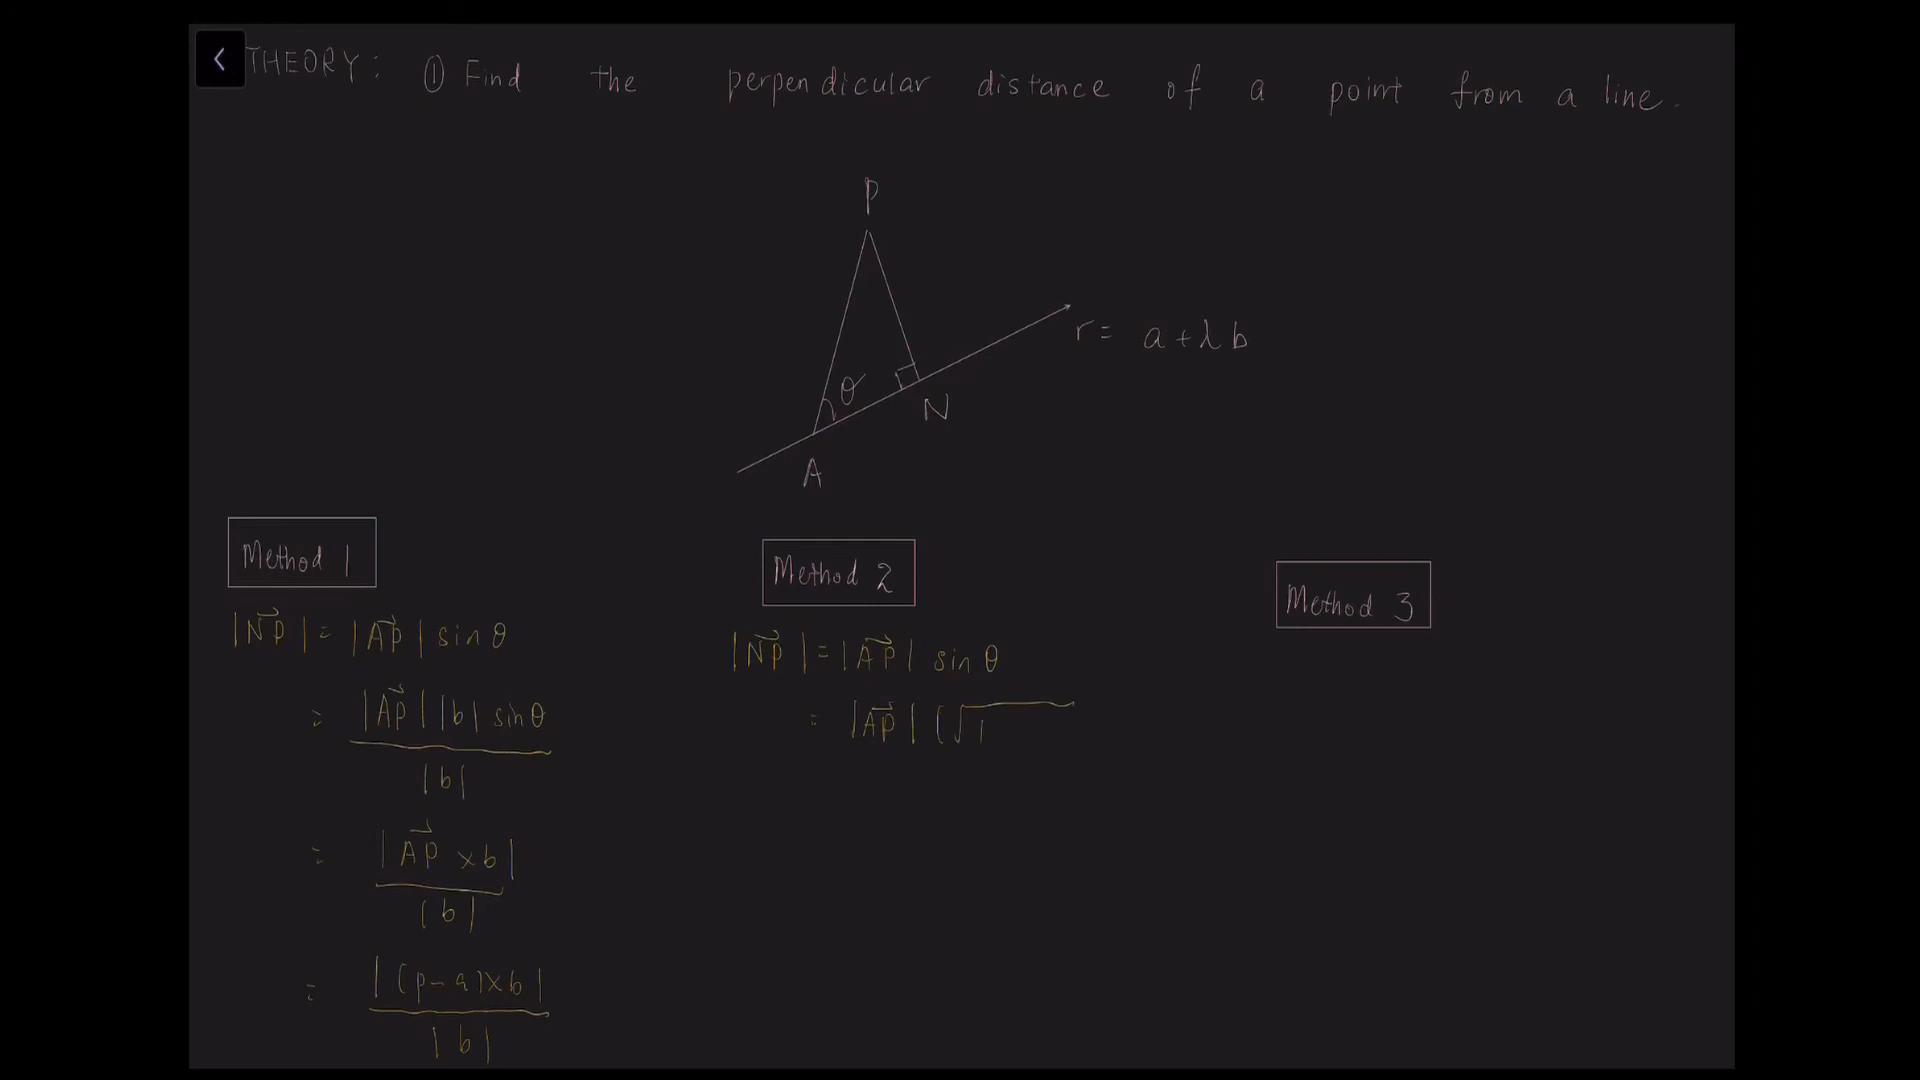 THEORY: ① Find the perpendicular distance of a point from a line.
P
r = a + λ b
θ
N
A
Method 1
|NP⃗| = |AP⃗| sin θ
= |AP⃗| |b| sin θ
|b|
= |AP⃗ × b|
|b|
= |(p - a) × b|
|b|
Method 2
|NP⃗| = |AP⃗| sin θ
= |AP⃗| (√1
Method 3